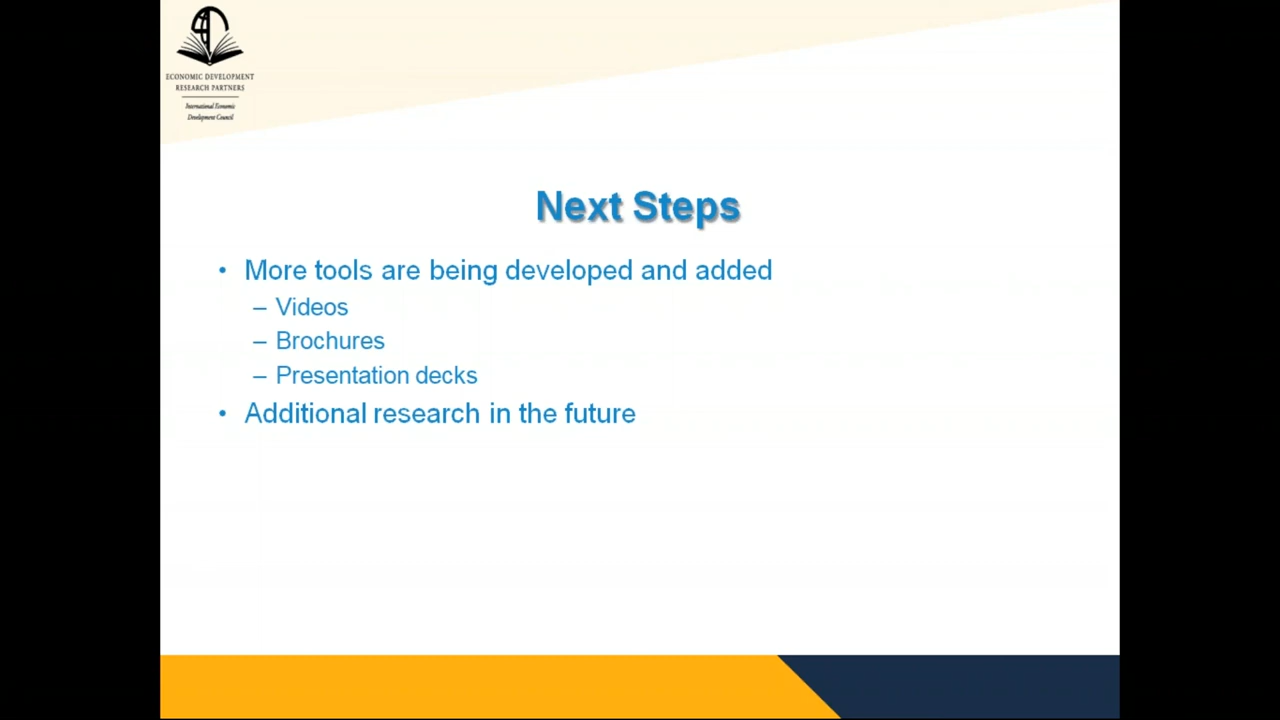 ECONOMIC DEVELOPMENT
RESEARCH PARTNERS
International Economic
Development Council
Next Steps
• More tools are being developed and added
– Videos
– Brochures
– Presentation decks
• Additional research in the future